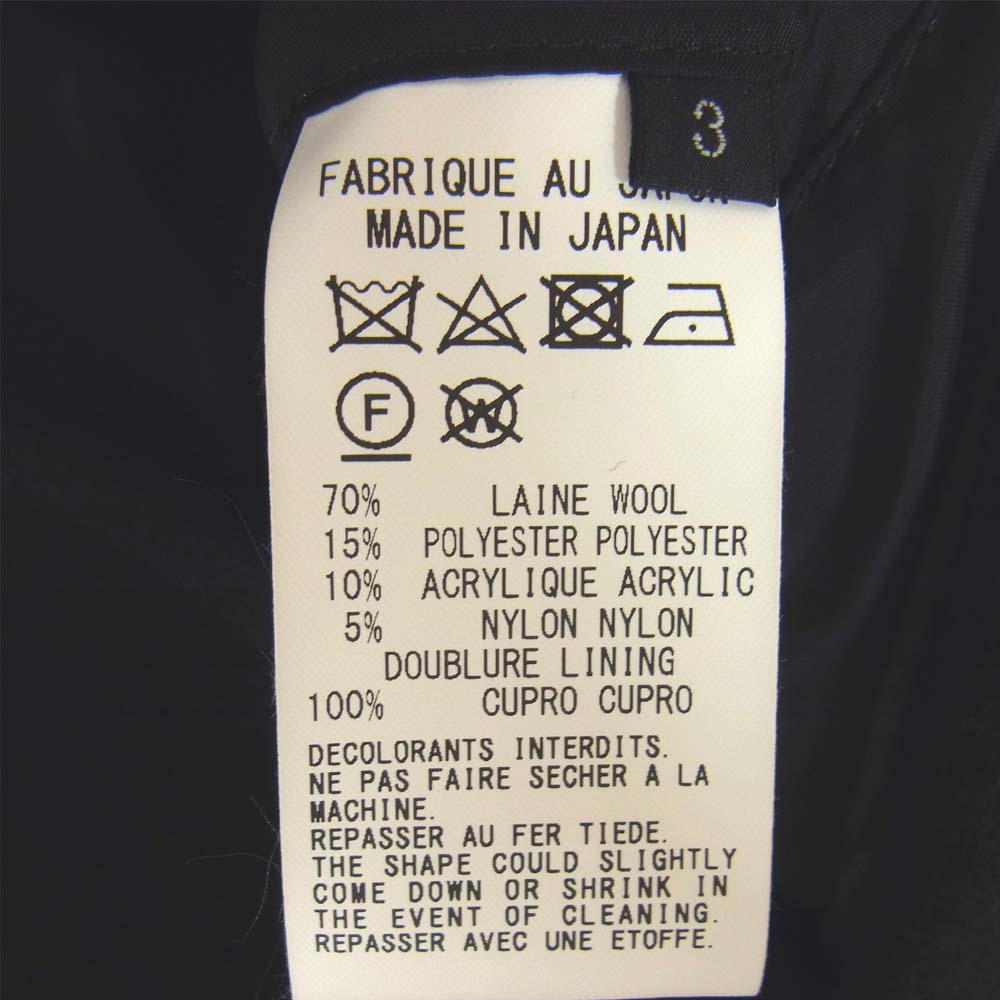 3
FABRIQUE AU JAPON
MADE IN JAPAN
F
W
70% LAINE WOOL
15% POLYESTER POLYESTER
10% ACRYLIQUE ACRYLIC
5% NYLON NYLON
DOUBLURE LINING
100% CUPRO CUPRO
DECOLORANTS INTERDITS.
NE PAS FAIRE SECHER A LA
MACHINE.
REPASSER AU FER TIEDE.
THE SHAPE COULD SLIGHTLY
COME DOWN OR SHRINK IN
THE EVENT OF CLEANING.
REPASSER AVEC UNE ETOFFE.